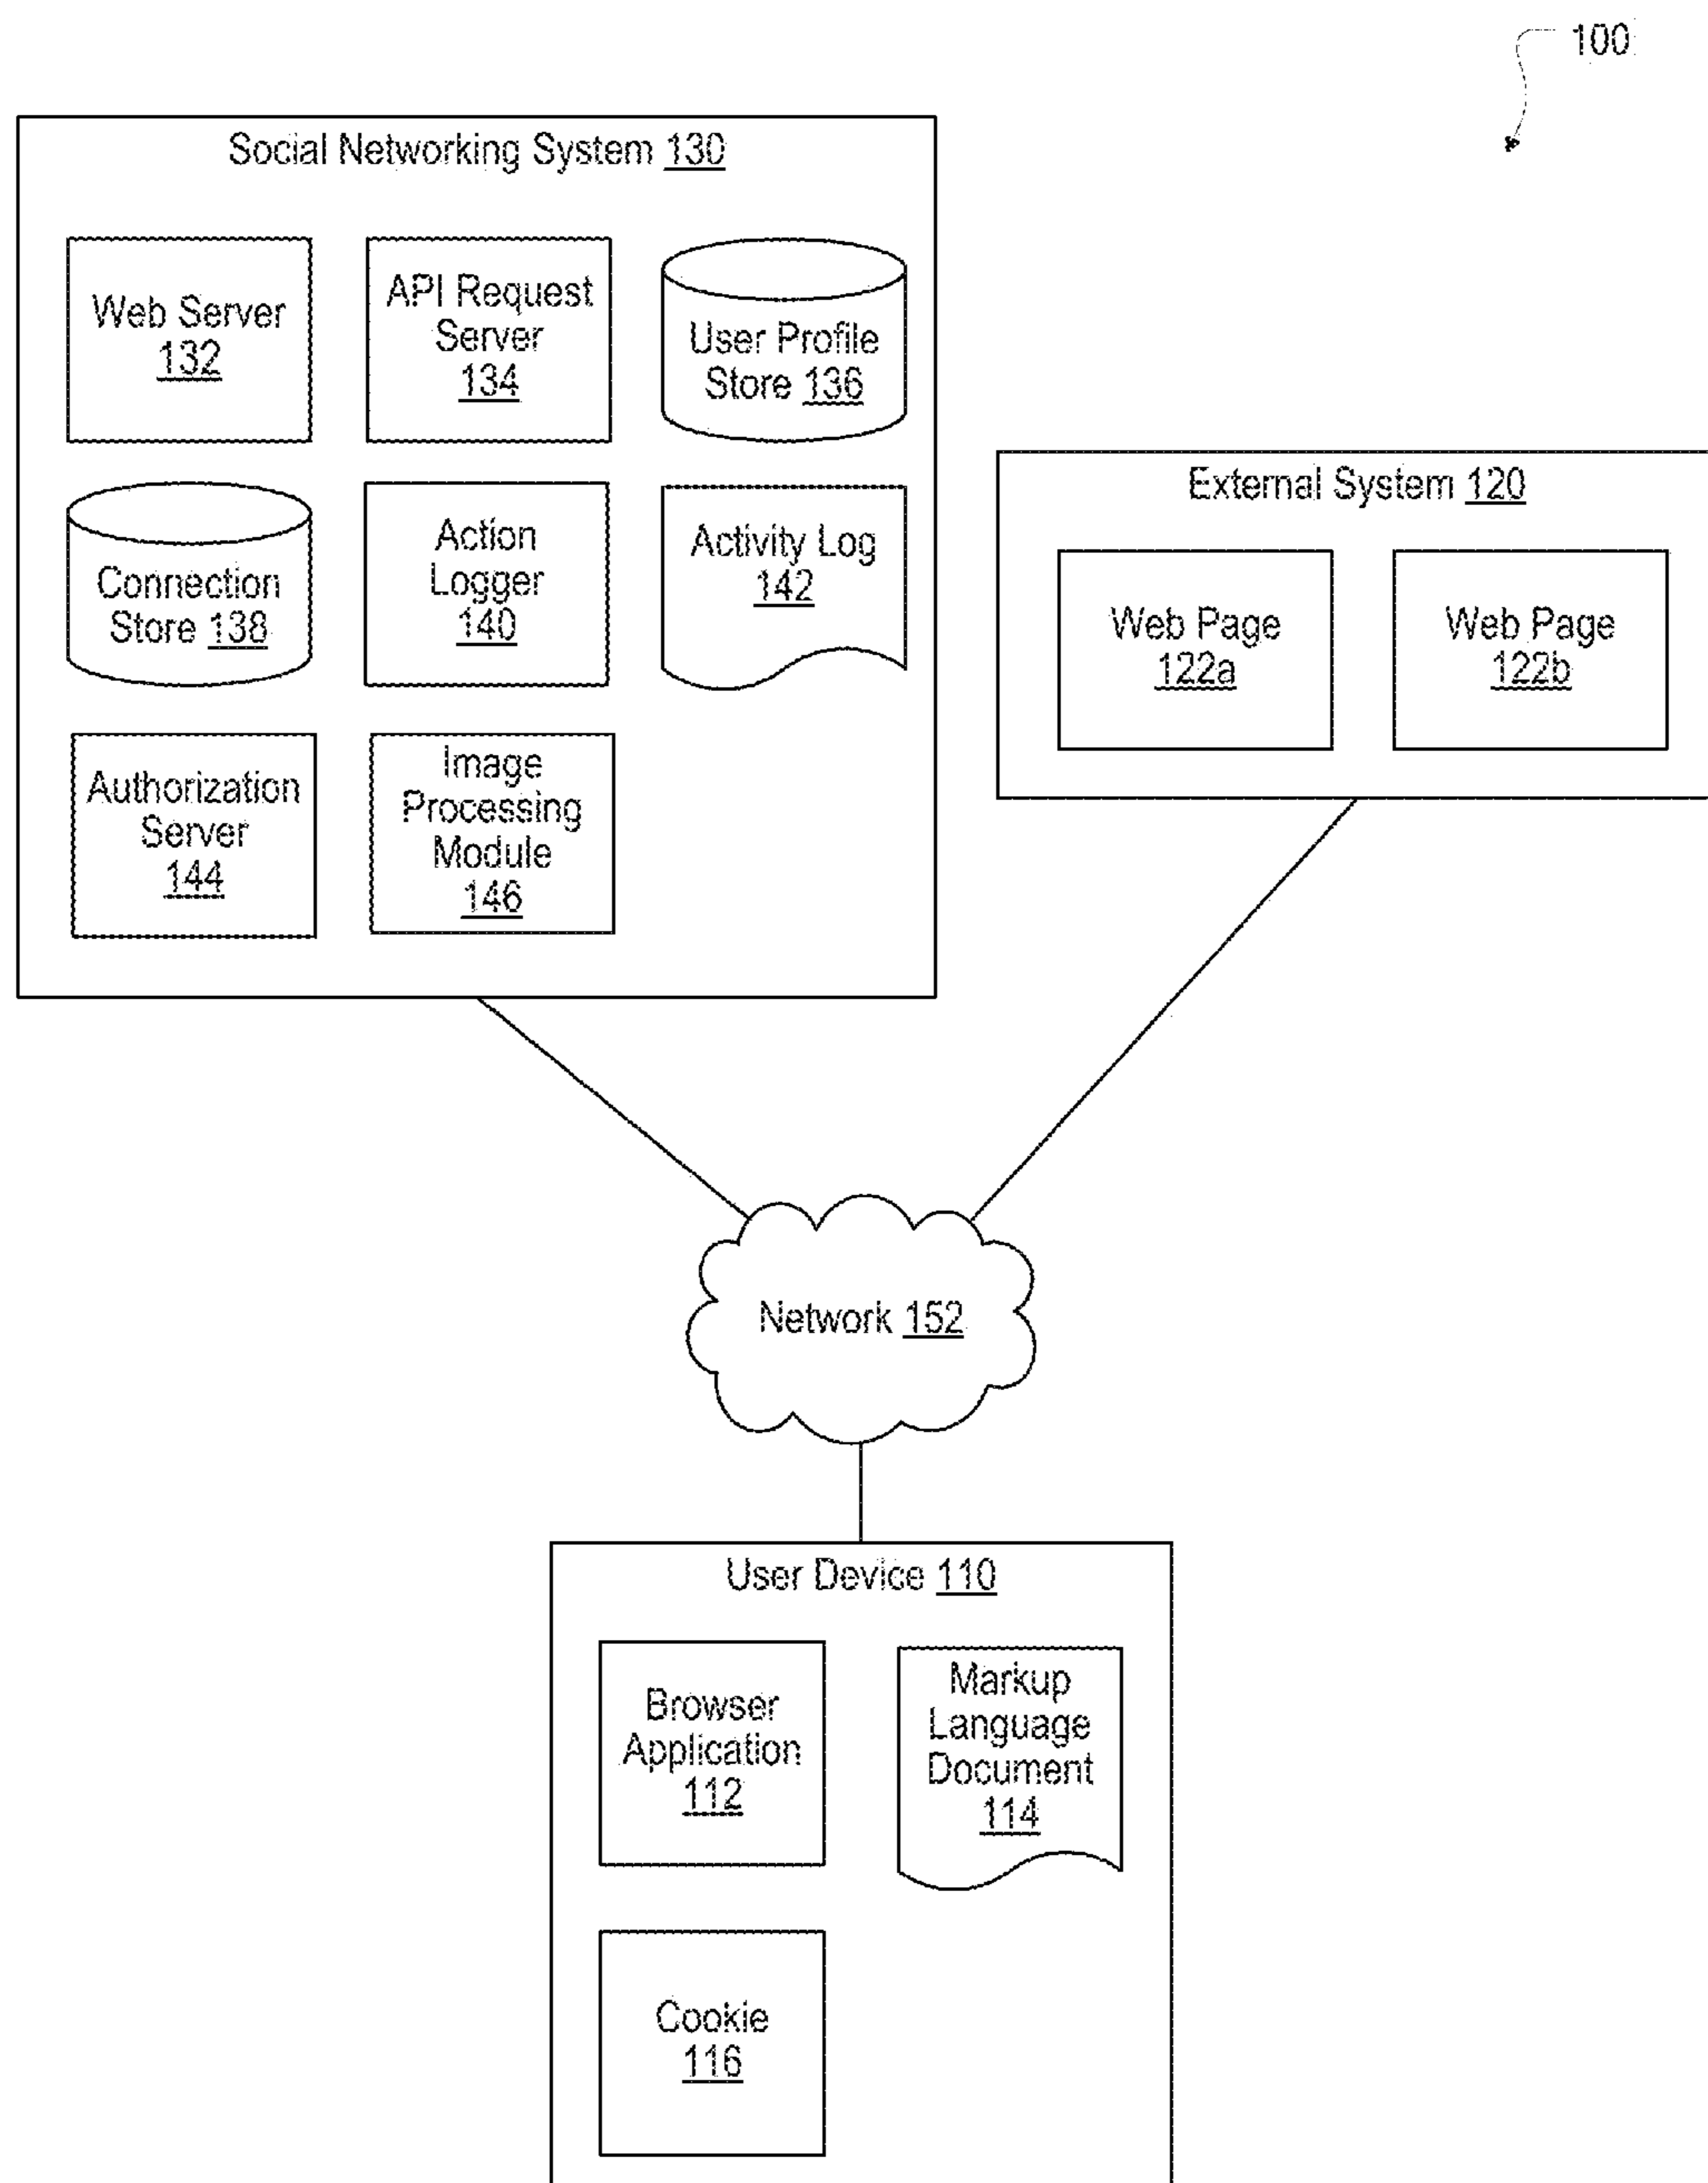 100
Social Networking System 130
Web Server
132
API Request
Server
134
User Profile
Store 136
Connection
Store 138
Action
Logger
140
Activity Log
142
Authorization
Server
144
Image
Processing
Module
146
External System 120
Web Page
122a
Web Page
122b
Network 152
User Device 110
Browser
Application
112
Markup
Language
Document
114
Cookie
116